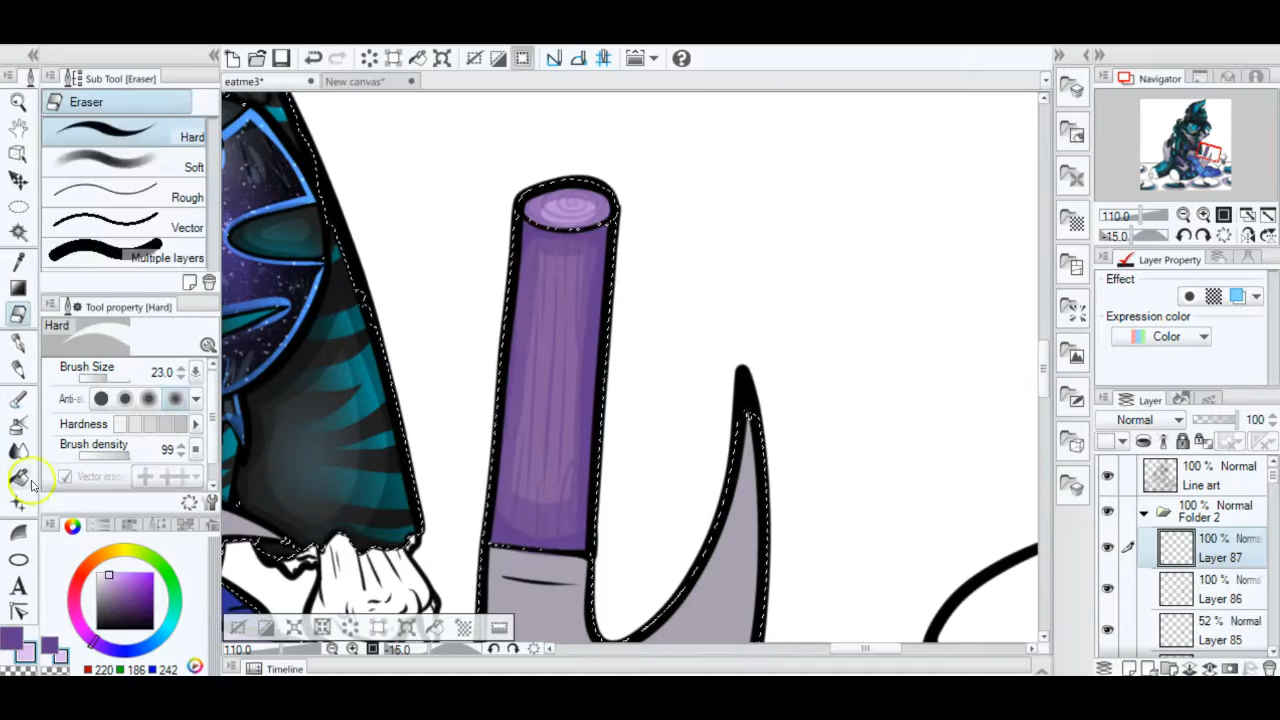 Sub Tool [Eraser]
Eraser
Hard
Soft
Rough
Vector
Multiple layers
Tool property [Hard]
Hard
Brush Size 23.0
Anti-
Hardness
Brush density 99
Vector eras
220 186 242
eatme3*
New canvas*
110.0 -15.0
Timeline
Navigator
110.0
-15.0
Layer Property
Effect
Expression color
Color
Layer
Normal 100
100 % Normal
Line art
100 % Normal
Folder 2
100 % Norma
Layer 87
100 % Norma
Layer 86
52 % Norma
Layer 85